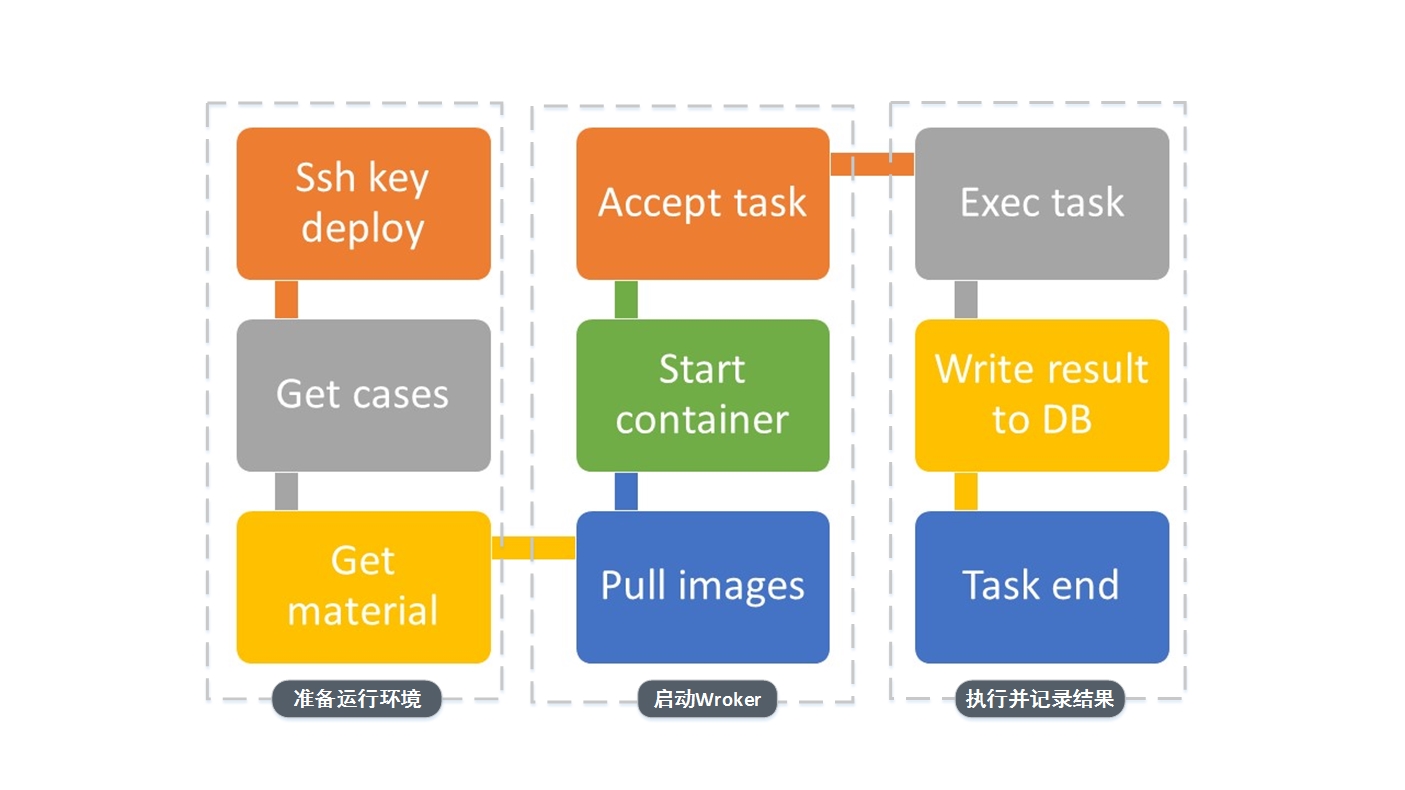 Ssh key
deploy
Get cases
Get
material
准备运行环境
Accept task
Start
container
Pull images
启动Wroker
Exec task
Write result
to DB
Task end
执行并记录结果